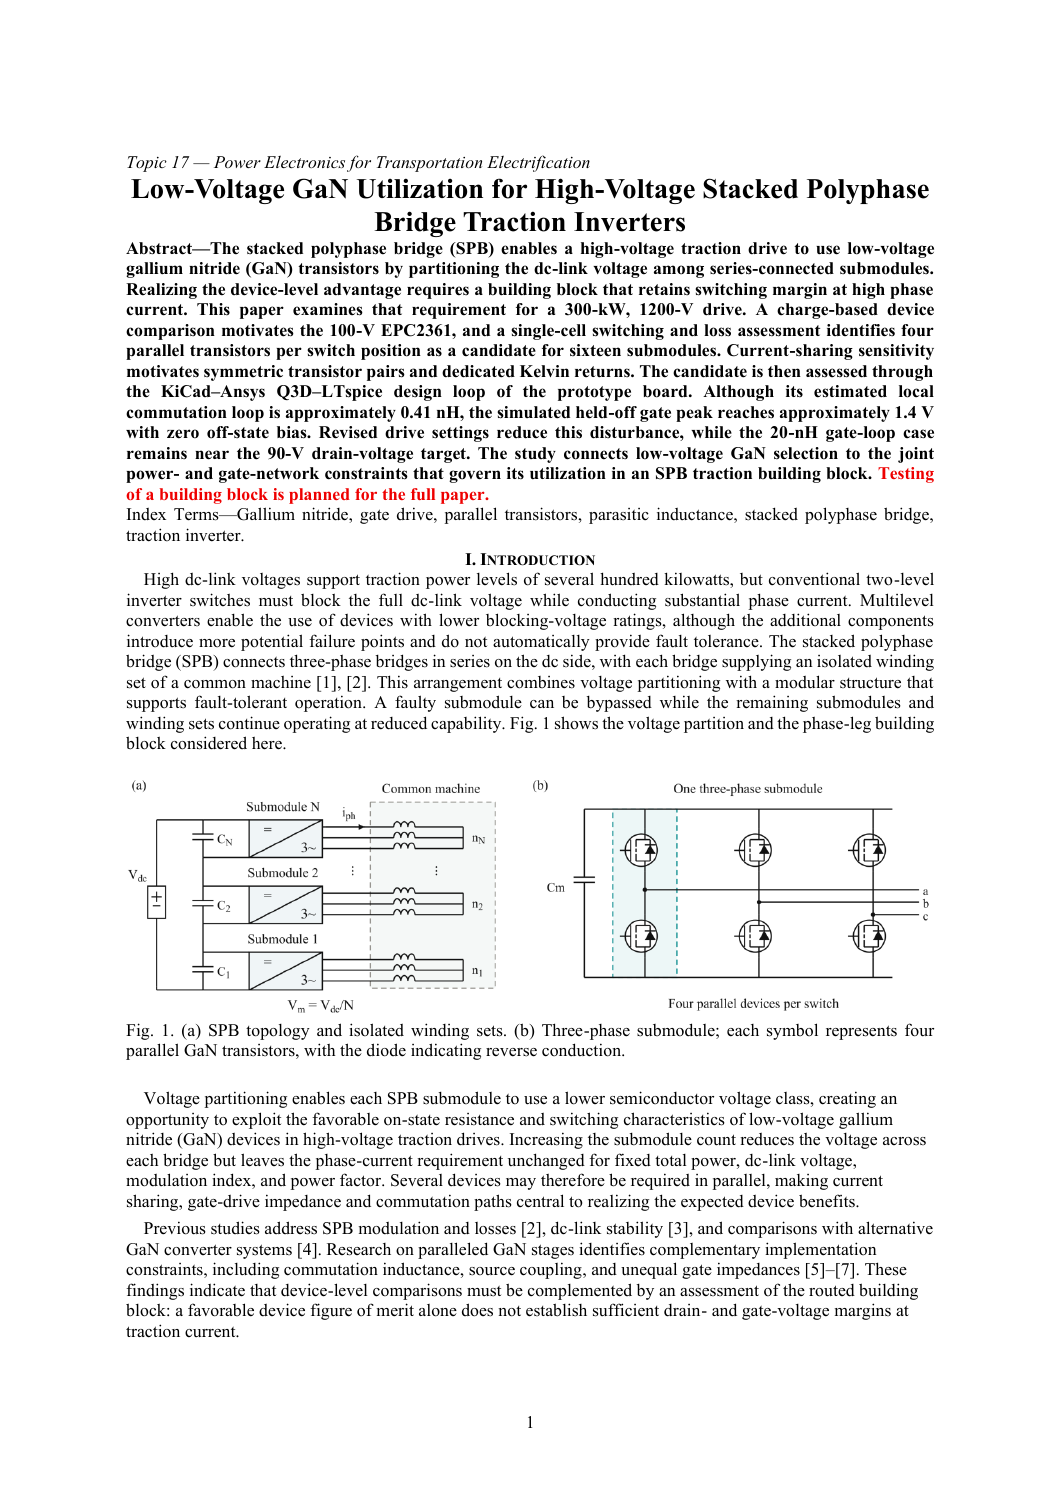 Topic 17 — Power Electronics for Transportation Electrification
Low-Voltage GaN Utilization for High-Voltage Stacked Polyphase
Bridge Traction Inverters
Abstract—The stacked polyphase bridge (SPB) enables a high-voltage traction drive to use low-voltage
gallium nitride (GaN) transistors by partitioning the dc-link voltage among series-connected submodules.
Realizing the device-level advantage requires a building block that retains switching margin at high phase
current. This paper examines that requirement for a 300-kW, 1200-V drive. A charge-based device
comparison motivates the 100-V EPC2361, and a single-cell switching and loss assessment identifies four
parallel transistors per switch position as a candidate for sixteen submodules. Current-sharing sensitivity
motivates symmetric transistor pairs and dedicated Kelvin returns. The candidate is then assessed through
the KiCad–Ansys Q3D–LTspice design loop of the prototype board. Although its estimated local
commutation loop is approximately 0.41 nH, the simulated held-off gate peak reaches approximately 1.4 V
with zero off-state bias. Revised drive settings reduce this disturbance, while the 20-nH gate-loop case
remains near the 90-V drain-voltage target. The study connects low-voltage GaN selection to the joint
power- and gate-network constraints that govern its utilization in an SPB traction building block. Testing
of a building block is planned for the full paper.
Index Terms—Gallium nitride, gate drive, parallel transistors, parasitic inductance, stacked polyphase bridge,
traction inverter.
I. INTRODUCTION
High dc-link voltages support traction power levels of several hundred kilowatts, but conventional two-level
inverter switches must block the full dc-link voltage while conducting substantial phase current. Multilevel
converters enable the use of devices with lower blocking-voltage ratings, although the additional components
introduce more potential failure points and do not automatically provide fault tolerance. The stacked polyphase
bridge (SPB) connects three-phase bridges in series on the dc side, with each bridge supplying an isolated winding
set of a common machine [1], [2]. This arrangement combines voltage partitioning with a modular structure that
supports fault-tolerant operation. A faulty submodule can be bypassed while the remaining submodules and
winding sets continue operating at reduced capability. Fig. 1 shows the voltage partition and the phase-leg building
block considered here.
(a)
Common machine
Submodule N
iph
CN
=
3~
nN
Vdc
Submodule 2
⋮
⋮
+
−
C2
=
3~
n2
Submodule 1
C1
=
3~
n1
Vm = Vdc/N
(b)
One three-phase submodule
Cm
a
b
c
Four parallel devices per switch
Fig. 1. (a) SPB topology and isolated winding sets. (b) Three-phase submodule; each symbol represents four
parallel GaN transistors, with the diode indicating reverse conduction.
Voltage partitioning enables each SPB submodule to use a lower semiconductor voltage class, creating an
opportunity to exploit the favorable on-state resistance and switching characteristics of low-voltage gallium
nitride (GaN) devices in high-voltage traction drives. Increasing the submodule count reduces the voltage across
each bridge but leaves the phase-current requirement unchanged for fixed total power, dc-link voltage,
modulation index, and power factor. Several devices may therefore be required in parallel, making current
sharing, gate-drive impedance and commutation paths central to realizing the expected device benefits.
Previous studies address SPB modulation and losses [2], dc-link stability [3], and comparisons with alternative
GaN converter systems [4]. Research on paralleled GaN stages identifies complementary implementation
constraints, including commutation inductance, source coupling, and unequal gate impedances [5]–[7]. These
findings indicate that device-level comparisons must be complemented by an assessment of the routed building
block: a favorable device figure of merit alone does not establish sufficient drain- and gate-voltage margins at
traction current.
1